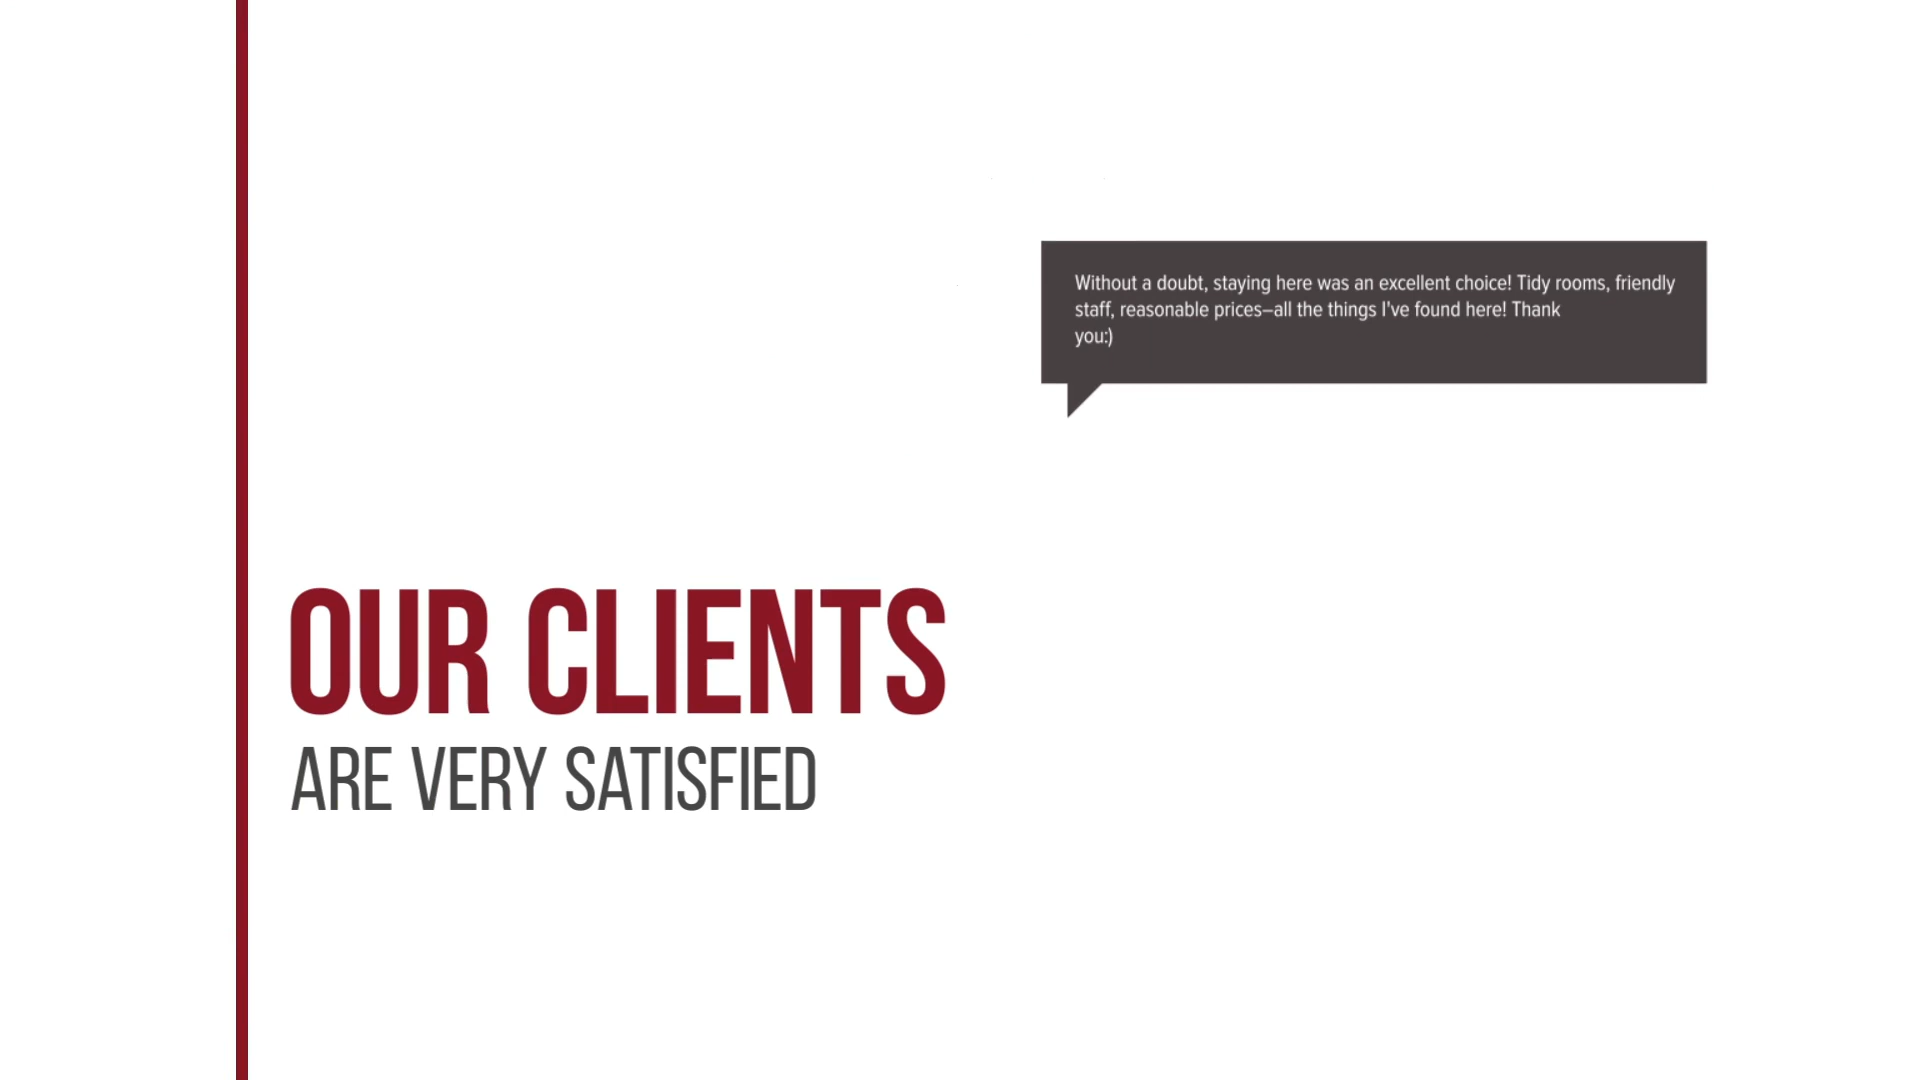 Without a doubt, staying here was an excellent choice! Tidy rooms, friendly
staff, reasonable prices–all the things I've found here! Thank
you:)
OUR CLIENTS
ARE VERY SATISFIED